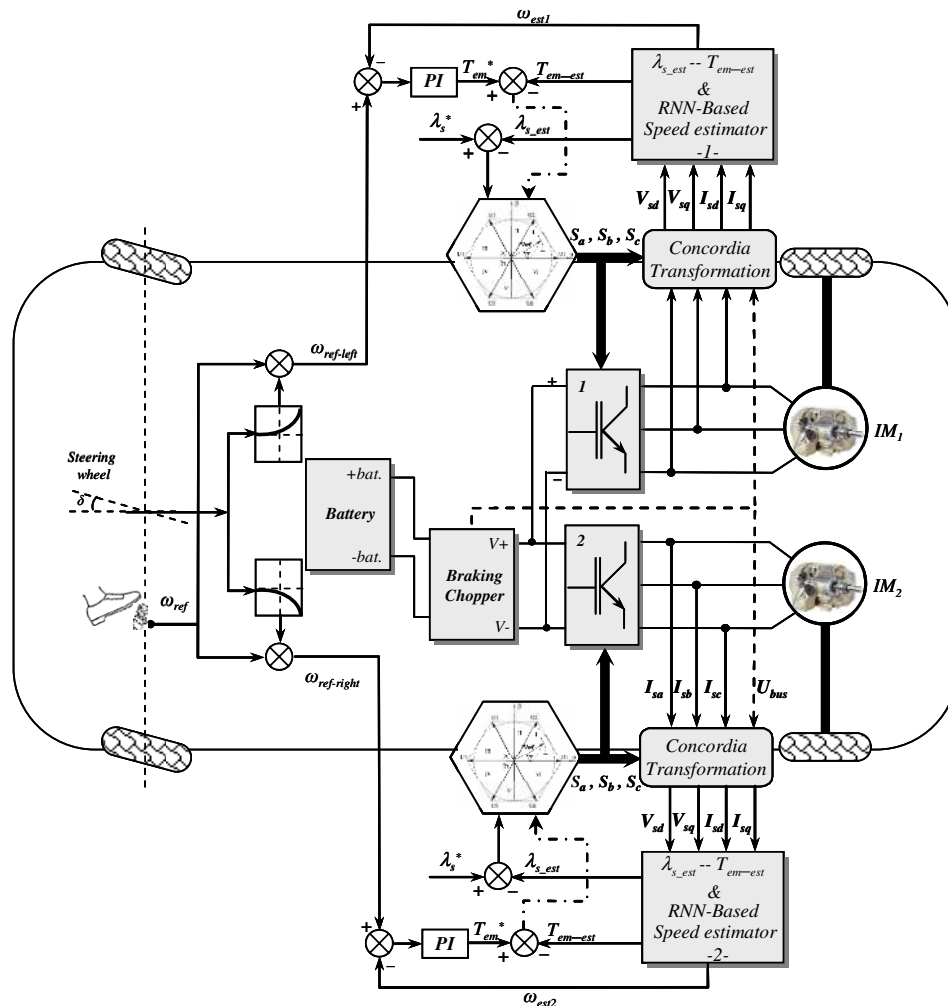 ω_est1
λ_s_est -- T_em—est
&
RNN-Based
Speed estimator
-1-
−
+
PI
T_em*
+
−
T_em—est
λ_s*
+
−
λ_s_est
V_sd V_sq I_sd I_sq
S_a , S_b , S_c
Concordia
Transformation
ω_ref-left
+
−
1
IM_1
Steering
wheel
δ
+bat.
Battery
-bat.
V+
Braking
Chopper
V-
2
IM_2
ω_ref
ω_ref-right
I_sa I_sb I_sc U_bus
S_a , S_b , S_c
Concordia
Transformation
V_sd V_sq I_sd I_sq
λ_s*
+
−
λ_s_est
λ_s_est -- T_em—est
&
RNN-Based
Speed estimator
-2-
+
−
PI
T_em*
+
−
T_em—est
ω_est2